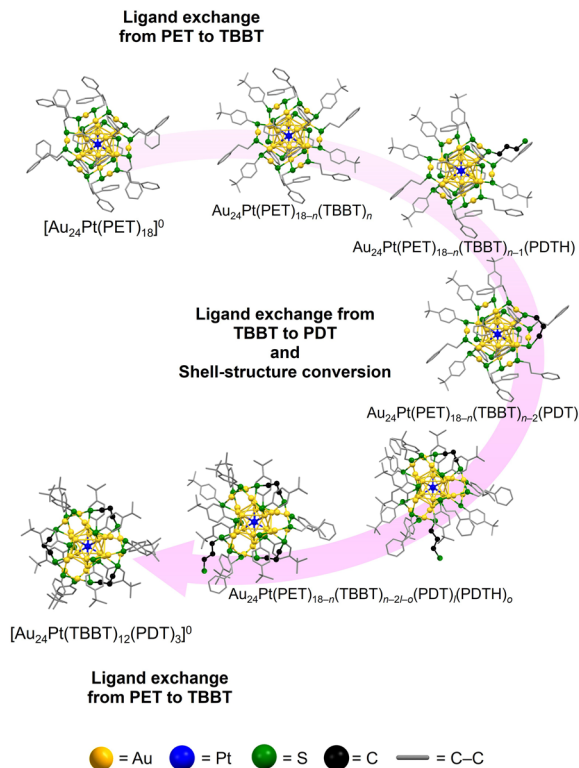 Ligand exchange
from PET to TBBT
[Au₂₄Pt(PET)₁₈]⁰
Au₂₄Pt(PET)₁₈₋ₙ(TBBT)ₙ
Au₂₄Pt(PET)₁₈₋ₙ(TBBT)ₙ₋₁(PDTH)
Ligand exchange from
TBBT to PDT
and
Shell-structure conversion
Au₂₄Pt(PET)₁₈₋ₙ(TBBT)ₙ₋₂(PDT)
Au₂₄Pt(PET)₁₈₋ₙ(TBBT)ₙ₋₂ₗ₋ₒ(PDT)ₗ(PDTH)ₒ
[Au₂₄Pt(TBBT)₁₂(PDT)₃]⁰
Ligand exchange
from PET to TBBT
= Au = Pt = S = C = C–C